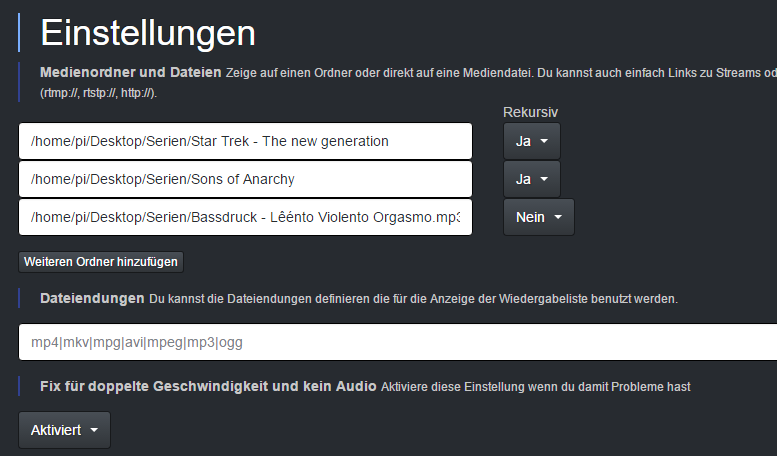 Einstellungen
Medienordner und Dateien Zeige auf einen Ordner oder direkt auf eine Mediendatei. Du kannst auch einfach Links zu Streams od
(rtmp://, rtstp://, http://).
Rekursiv
/home/pi/Desktop/Serien/Star Trek - The new generation Ja
/home/pi/Desktop/Serien/Sons of Anarchy Ja
/home/pi/Desktop/Serien/Bassdruck - Lêénto Violento Orgasmo.mp3 Nein
Weiteren Ordner hinzufügen
Dateiendungen Du kannst die Dateiendungen definieren die für die Anzeige der Wiedergabeliste benutzt werden.
mp4|mkv|mpg|avi|mpeg|mp3|ogg
Fix für doppelte Geschwindigkeit und kein Audio Aktiviere diese Einstellung wenn du damit Probleme hast
Aktiviert